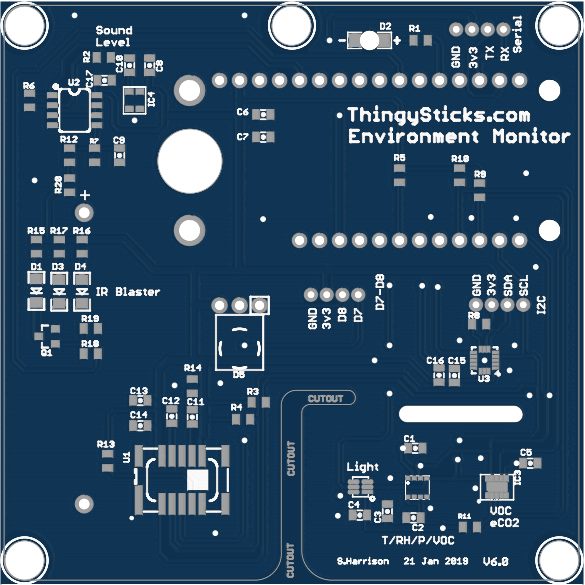 Sound
Level
D2
R1
GND
3v3
TX
RX
Serial
R2
C10
C8
C17
U2
R6
IC4
C6
C7
ThingySticks.com
Environment Monitor
R12
R7
C9
R20
R5
R10
R9
R15 R17 R16
D1 D3 D4
IR Blaster
R19
R18
Q1
GND
3v3
D8
D7
D7-D8
GND
3v3
SDA
SCL
I2C
R8
D5
C16 C15
U3
R14
C13
C12 C11
C14
R3
R4
CUTOUT
CUTOUT
CUTOUT
R13
U1
C1
C5
Light
IC3
C4
C3
C2
R11
VOC
eCO2
T/RH/P/VOC
S.Harrison 21 Jan 2019 V6.0